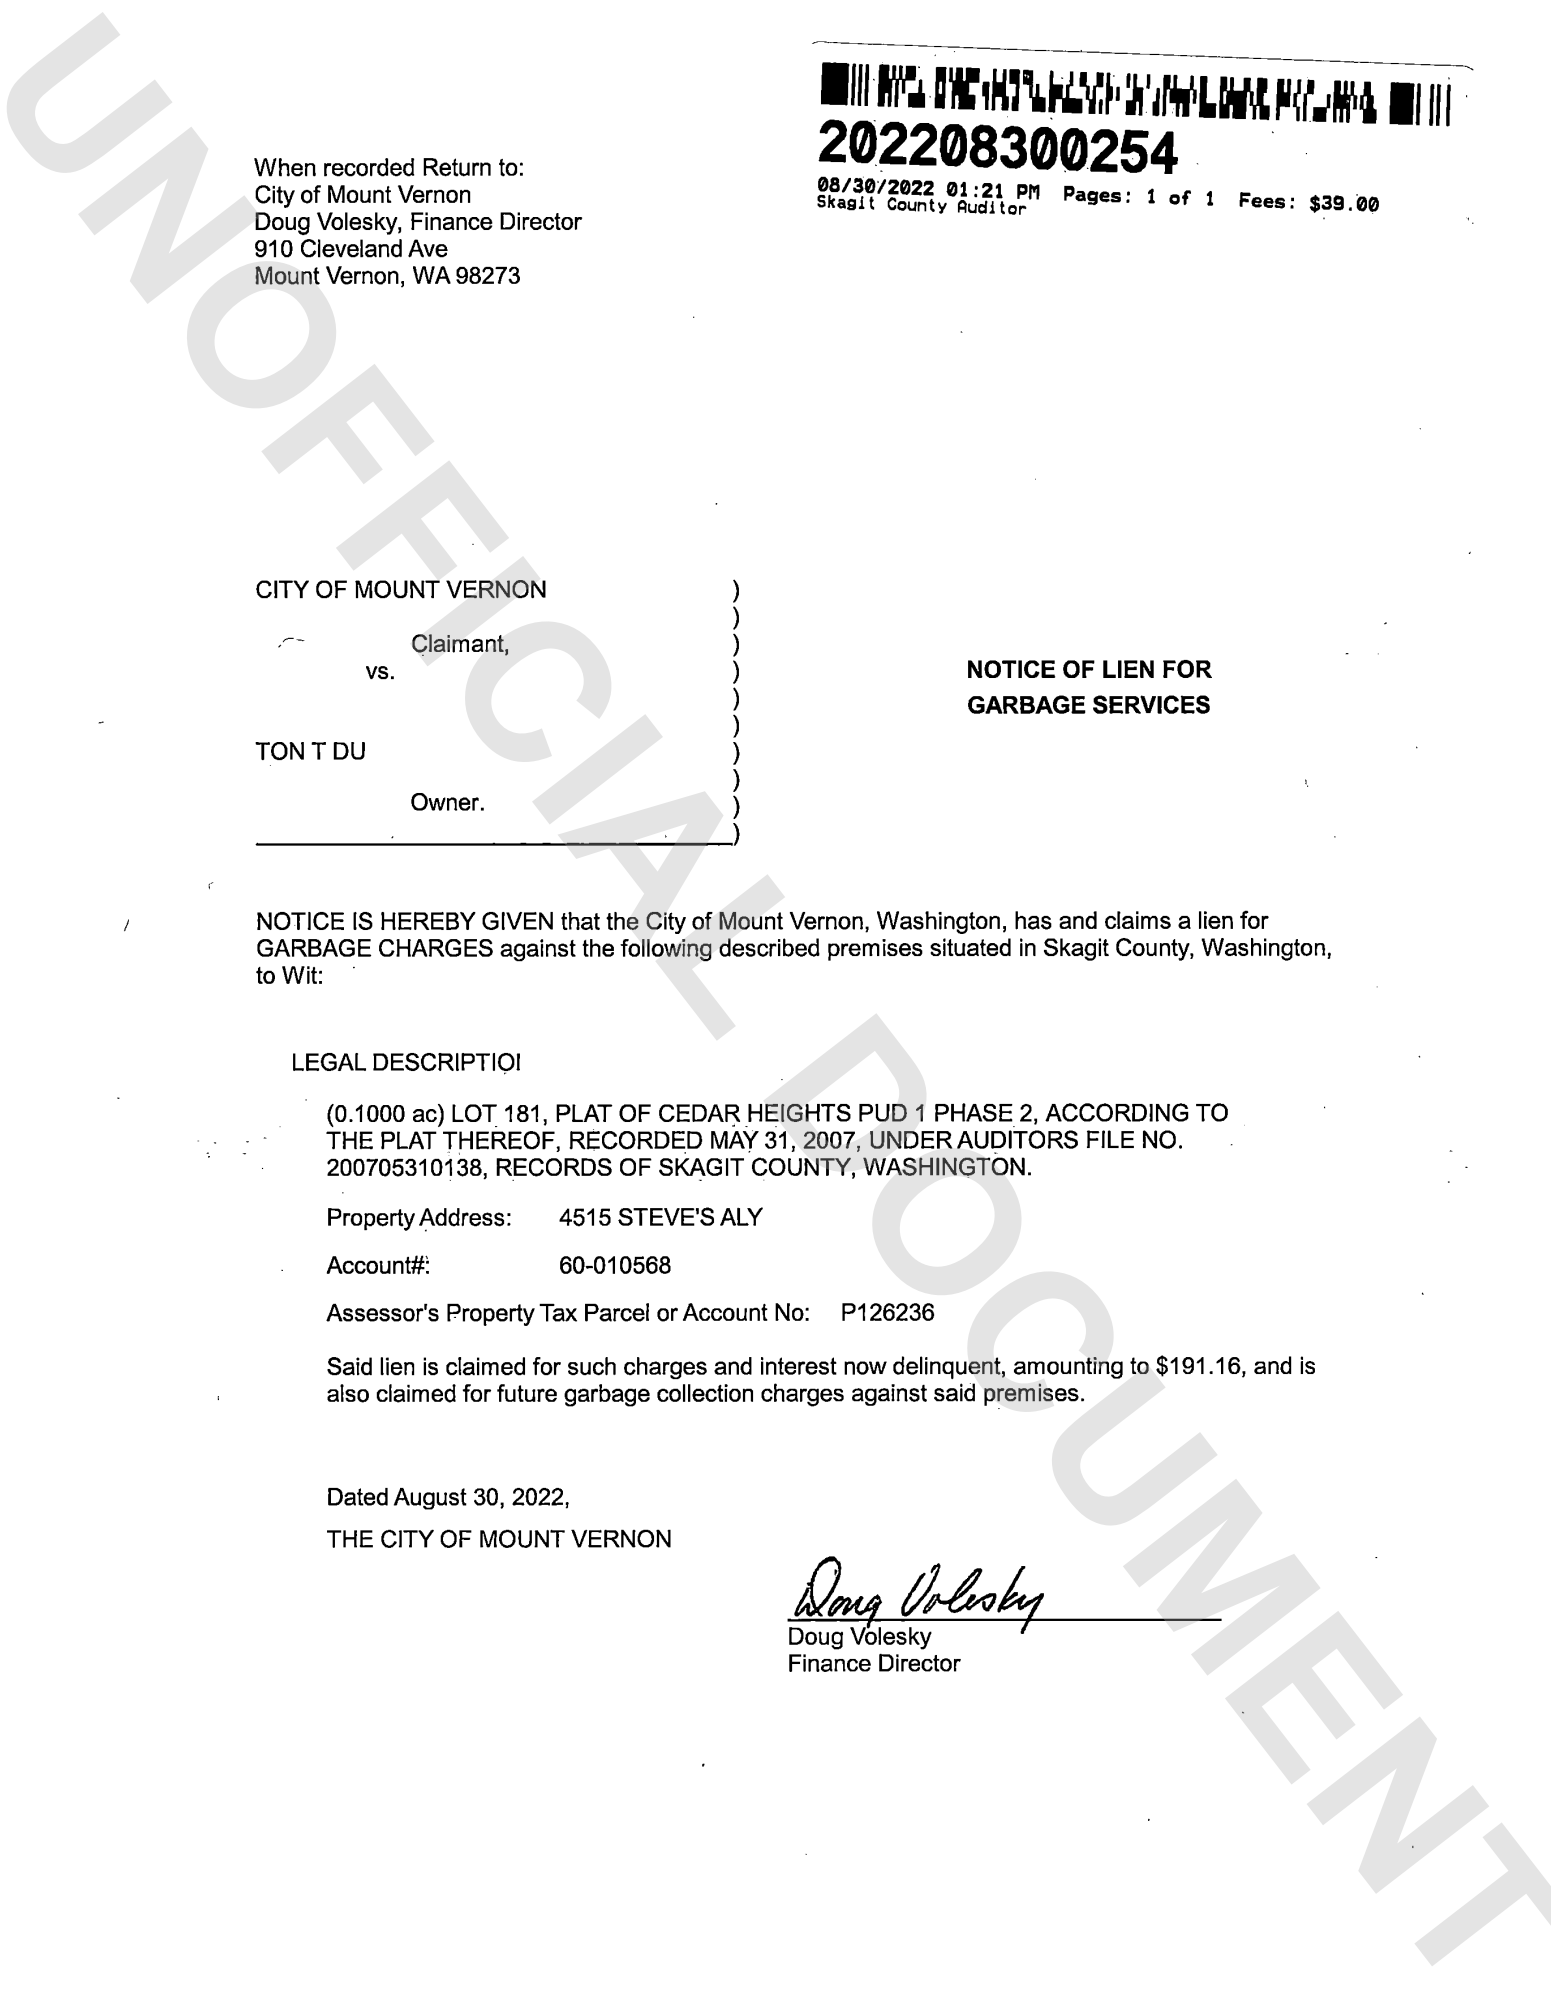 202208300254
08/30/2022 01:21 PM Pages: 1 of 1 Fees: $39.00
Skagit County Auditor
When recorded Return to:
City of Mount Vernon
Doug Volesky, Finance Director
910 Cleveland Ave
Mount Vernon, WA 98273
CITY OF MOUNT VERNON )
)
Claimant, )
vs. )
)
)
TON T DU )
)
Owner. )
)
NOTICE OF LIEN FOR
GARBAGE SERVICES
NOTICE IS HEREBY GIVEN that the City of Mount Vernon, Washington, has and claims a lien for
GARBAGE CHARGES against the following described premises situated in Skagit County, Washington,
to Wit:
LEGAL DESCRIPTIOI
(0.1000 ac) LOT 181, PLAT OF CEDAR HEIGHTS PUD 1 PHASE 2, ACCORDING TO
THE PLAT THEREOF, RECORDED MAY 31, 2007, UNDER AUDITORS FILE NO.
200705310138, RECORDS OF SKAGIT COUNTY, WASHINGTON.
Property Address: 4515 STEVE'S ALY
Account#: 60-010568
Assessor's Property Tax Parcel or Account No: P126236
Said lien is claimed for such charges and interest now delinquent, amounting to $191.16, and is
also claimed for future garbage collection charges against said premises.
Dated August 30, 2022,
THE CITY OF MOUNT VERNON
Doug Volesky
Doug Volesky
Finance Director
UNOFFICIAL DOCUMENT